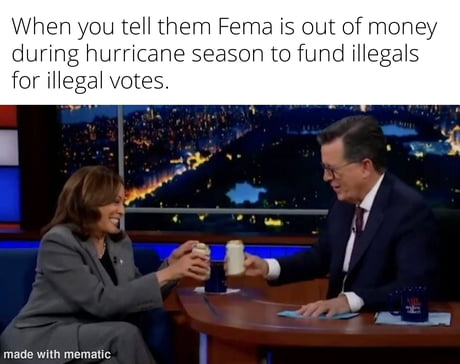 When you tell them Fema is out of money
during hurricane season to fund illegals
for illegal votes.
made with mematic